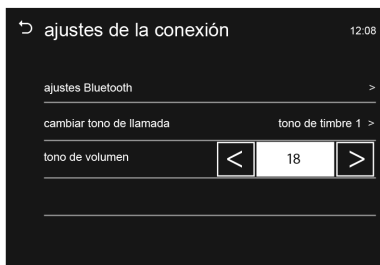 ajustes de la conexión 12:08
ajustes Bluetooth >
cambiar tono de llamada tono de timbre 1 >
tono de volumen < 18 >